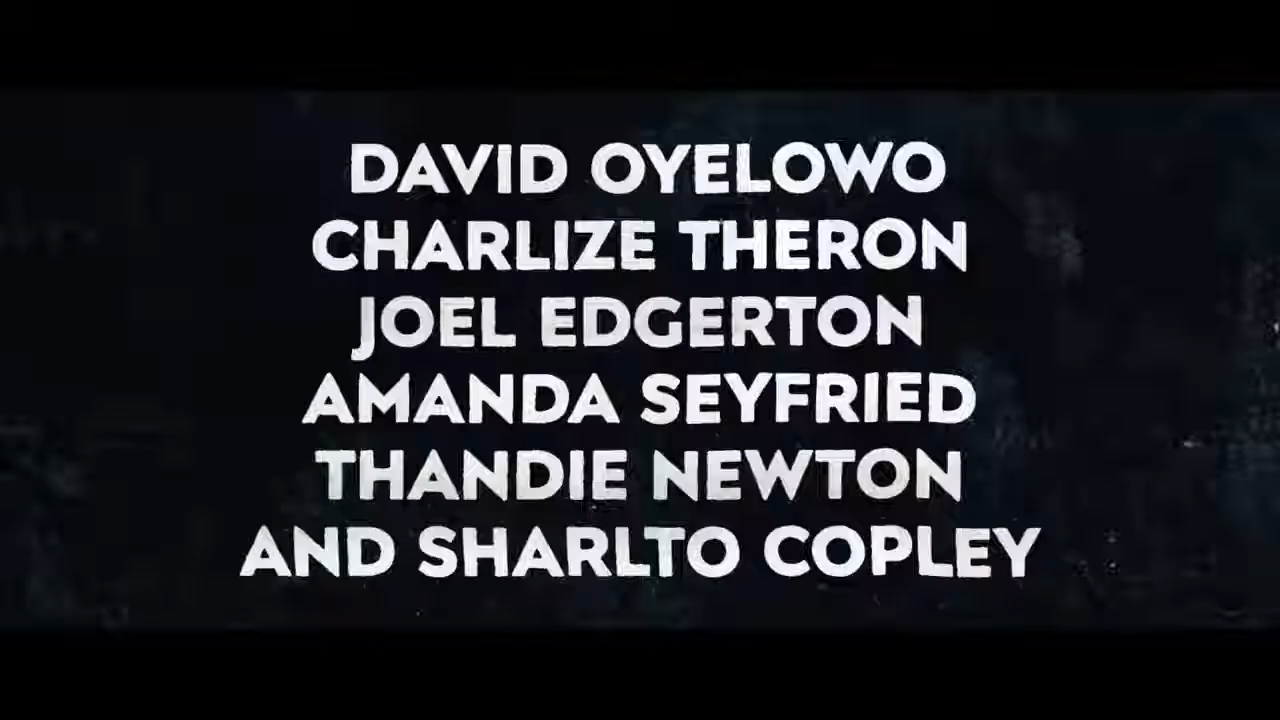 DAVID OYELOWO
CHARLIZE THERON
JOEL EDGERTON
AMANDA SEYFRIED
THANDIE NEWTON
AND SHARLTO COPLEY